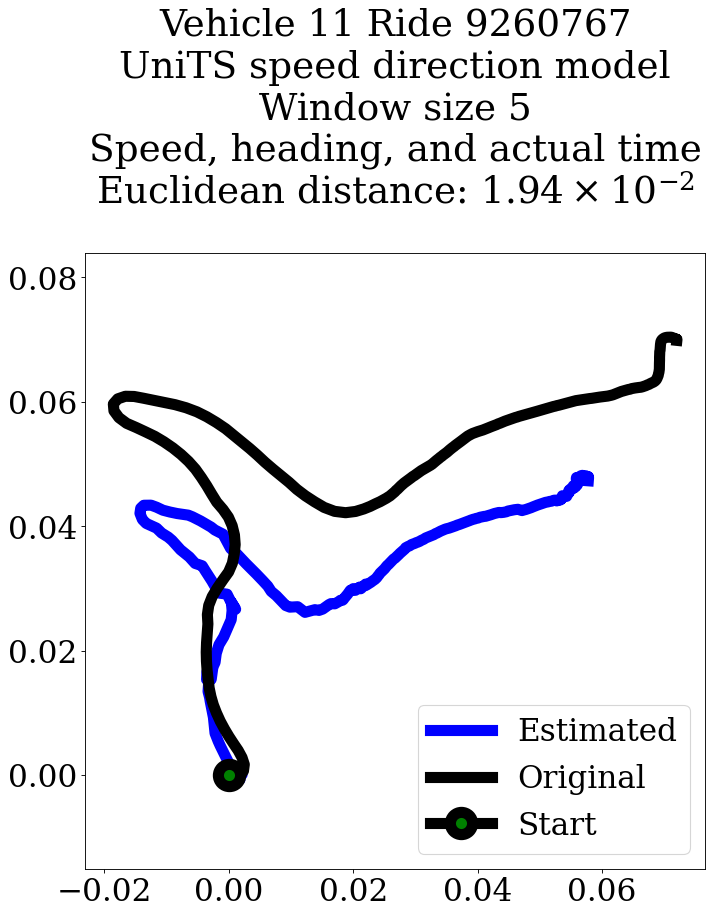 Vehicle 11 Ride 9260767
UniTS speed direction model
Window size 5
Speed, heading, and actual time
Euclidean distance: 1.94 × 10⁻²
0.08
0.06
0.04
0.02
0.00
Estimated
Original
Start
−0.02 0.00 0.02 0.04 0.06